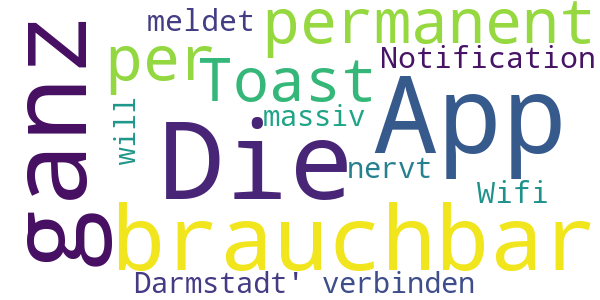 meldet
permanent
ganz
per
Toast
Notification
will
massiv
Die
App
nervt
Wifi
brauchbar
Darmstadt' verbinden